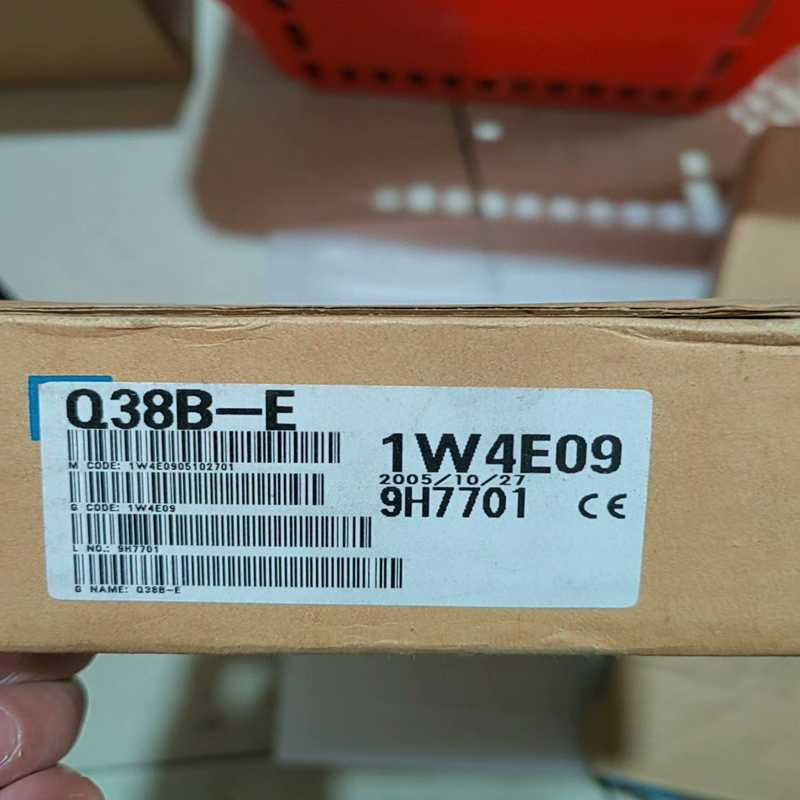 Q38B-E
M CODE: 1W4E0905102701
G CODE: 1W4E09
L NO.: 9H7701
G NAME: Q38B-E
1W4E09
2005/10/27
9H7701 CE